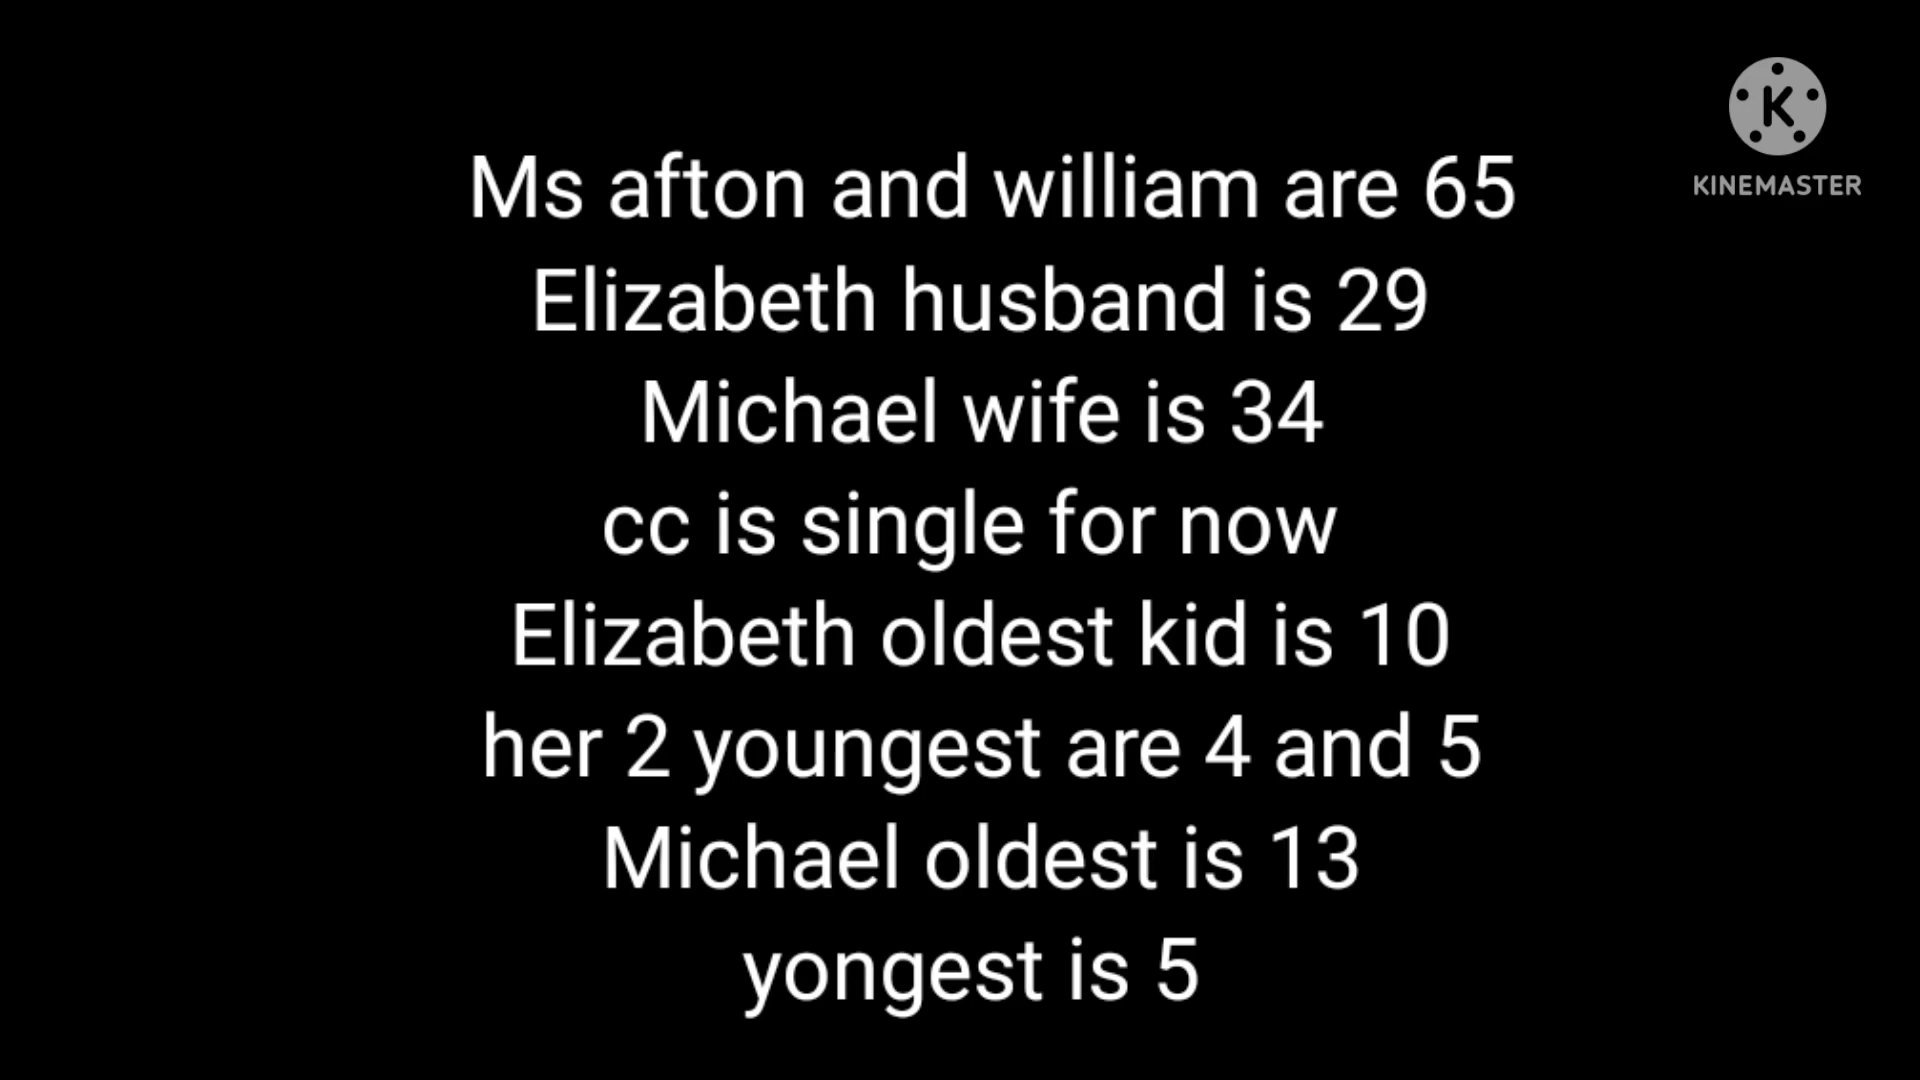 Ms afton and william are 65
Elizabeth husband is 29
Michael wife is 34
cc is single for now
Elizabeth oldest kid is 10
her 2 youngest are 4 and 5
Michael oldest is 13
yongest is 5
K
KINEMASTER